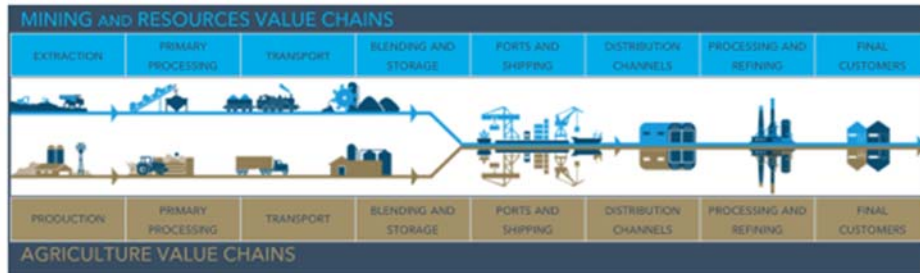 MINING AND RESOURCES VALUE CHAINS
EXTRACTION
PRIMARY
PROCESSING
TRANSPORT
BLENDING AND
STORAGE
PORTS AND
SHIPPING
DISTRIBUTION
CHANNELS
PROCESSING AND
REFINING
FINAL
CUSTOMERS
PRODUCTION
PRIMARY
PROCESSING
TRANSPORT
BLENDING AND
STORAGE
PORTS AND
SHIPPING
DISTRIBUTION
CHANNELS
PROCESSING AND
REFINING
FINAL
CUSTOMERS
AGRICULTURE VALUE CHAINS